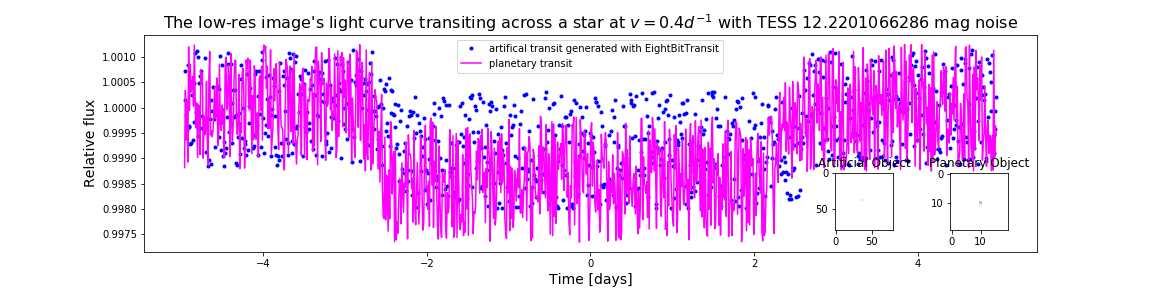 The low-res image's light curve transiting across a star at v = 0.4d⁻¹ with TESS 12.2201066286 mag noise
artifical transit generated with EightBitTransit
planetary transit
Relative flux
1.0010
1.0005
1.0000
0.9995
0.9990
0.9985
0.9980
0.9975
Artificial Object
0
50
0 50
Planetary Object
0
10
0 10
−4 −2 0 2 4
Time [days]